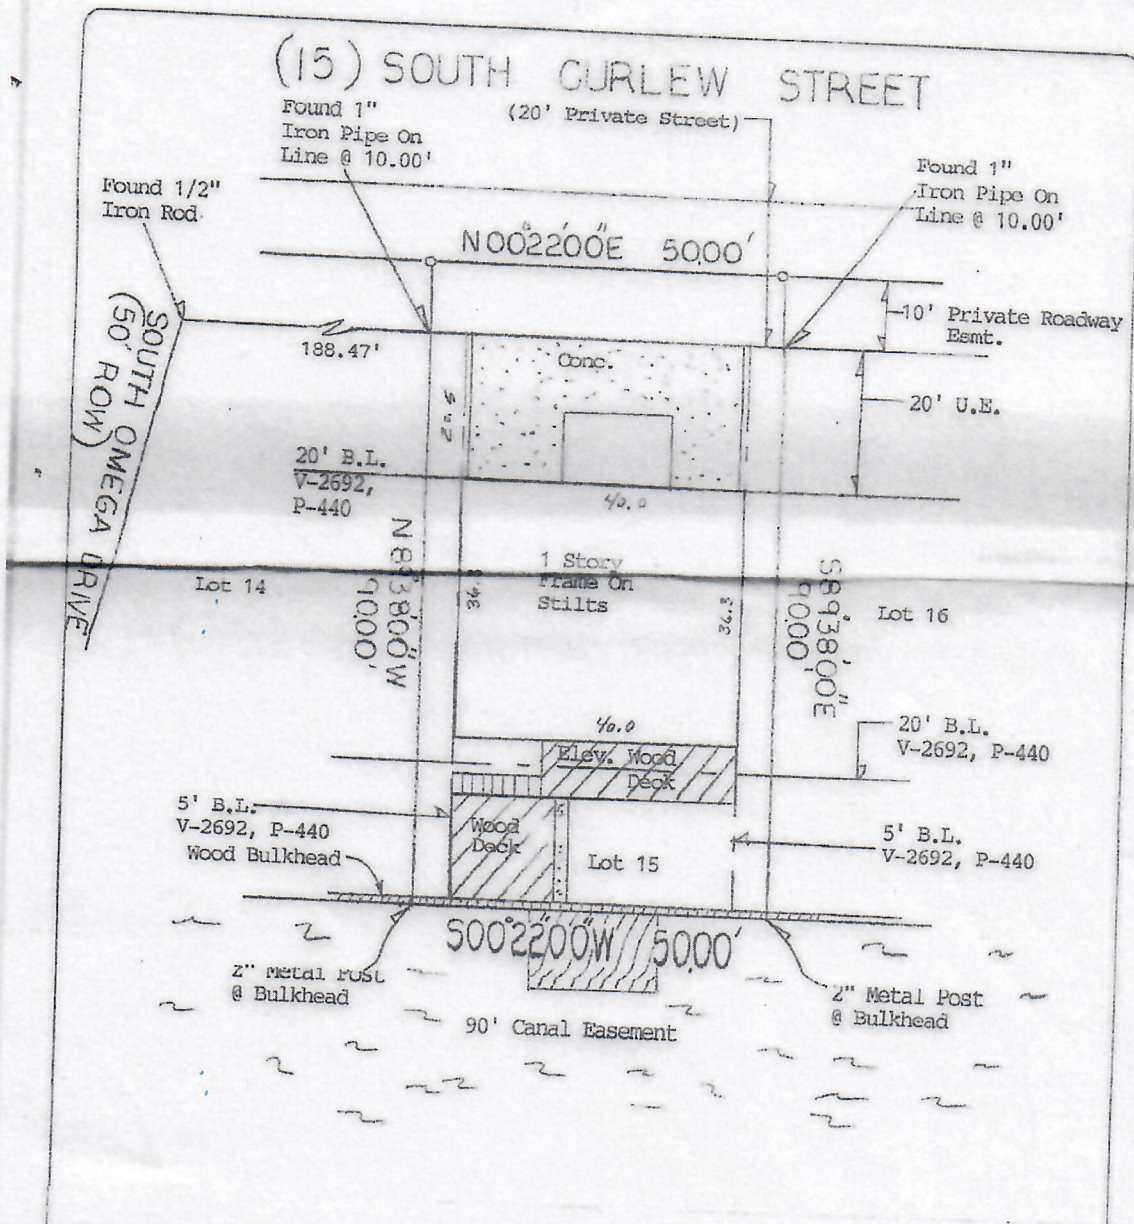 (15) SOUTH CURLEW STREET
(20' Private Street)
Found 1"
Iron Pipe On
Line @ 10.00'
Found 1"
Iron Pipe On
Line @ 10.00'
Found 1/2"
Iron Rod
N00°22'00"E 50.00'
10' Private Roadway
Esmt.
188.47'
Conc.
SOUTH OMEGA DRIVE
(50' ROW)
20' U.E.
20' B.L.
V-2692,
P-440
40.0
N 89°38'00"W
90.00'
1 Story
Frame On
Stilts
36.3
S89°38'00"E
90.00'
Lot 14
Lot 16
40.0
Elev. Wood
Deck
20' B.L.
V-2692, P-440
5' B.L.
V-2692, P-440
Wood Bulkhead
Wood
Deck
Lot 15
5' B.L.
V-2692, P-440
S00°22'00"W 50.00'
2" Metal Post
@ Bulkhead
2" Metal Post
@ Bulkhead
90' Canal Easement